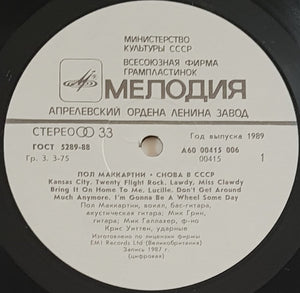 МИНИСТЕРСТВО
КУЛЬТУРЫ СССР
ВСЕСОЮЗНАЯ ФИРМА
ГРАМПЛАСТИНОК
МЕЛОДИЯ
АПРЕЛЕВСКИЙ ОРДЕНА ЛЕНИНА ЗАВОД
СТЕРЕО 33
Год выпуска 1989
ГОСТ 5289-88
А60 00415 006
Гр. 3. 3-75
00415
1
ПОЛ МАККАРТНИ · СНОВА В СССР
Kansas City. Twenty Flight Rock. Lawdy, Miss Clawdy
Bring It On Home To Me. Lucille. Don't Get Around
Much Anymore. I'm Gonna Be A Wheel Some Day
Пол Маккартни, вокал, бас-гитара,
акустическая гитара; Мик Грин,
гитара; Мик Галлахер, ф-но
Крис Уиттен, ударные
Изготовлено по лицензии фирмы
EMI Records Ltd (Великобритания)
Запись 1987 г.
(цифровая)